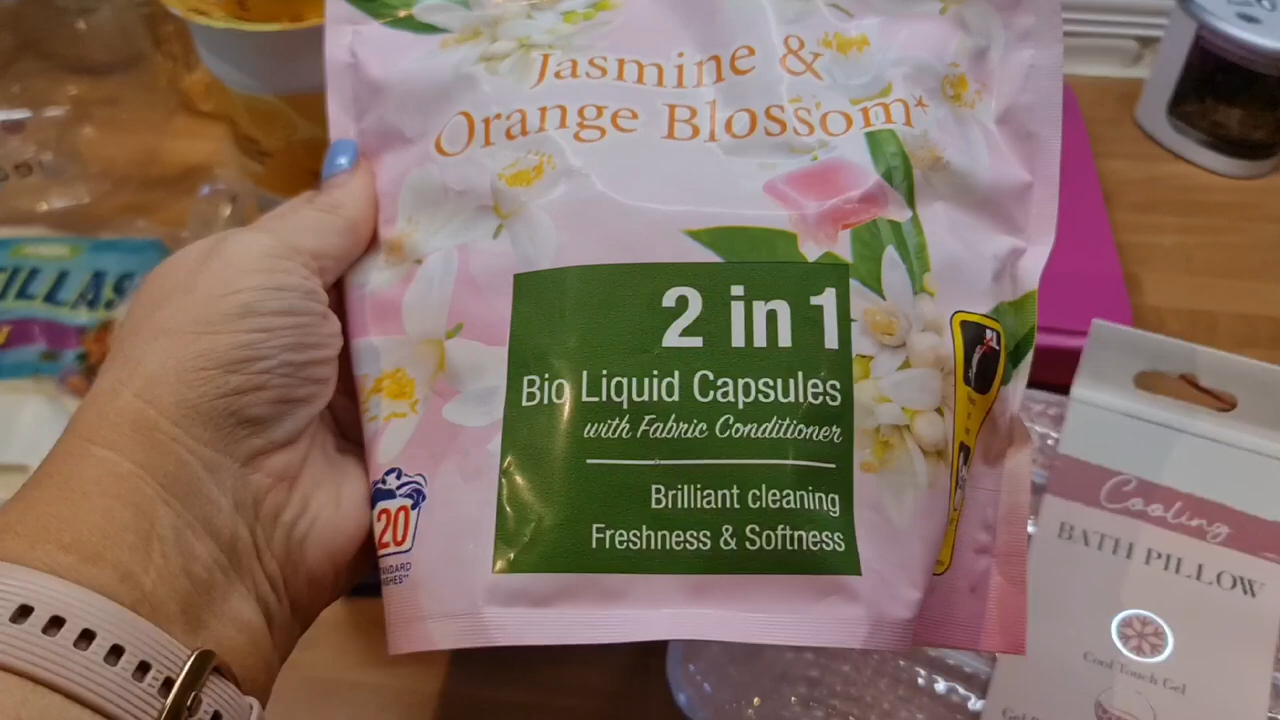 Jasmine &
Orange Blossom*
2 in 1
Bio Liquid Capsules
with Fabric Conditioner
Brilliant cleaning
Freshness & Softness
20
TILLAS
Cooling
BATH PILLOW
Cool Touch Gel